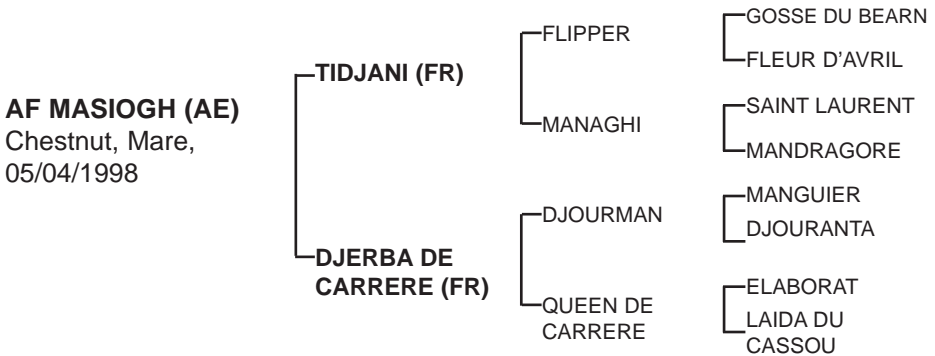 AF MASIOGH (AE)
Chestnut, Mare,
05/04/1998
TIDJANI (FR)
DJERBA DE
CARRERE (FR)
FLIPPER
MANAGHI
DJOURMAN
QUEEN DE
CARRERE
GOSSE DU BEARN
FLEUR D'AVRIL
SAINT LAURENT
MANDRAGORE
MANGUIER
DJOURANTA
ELABORAT
LAIDA DU
CASSOU